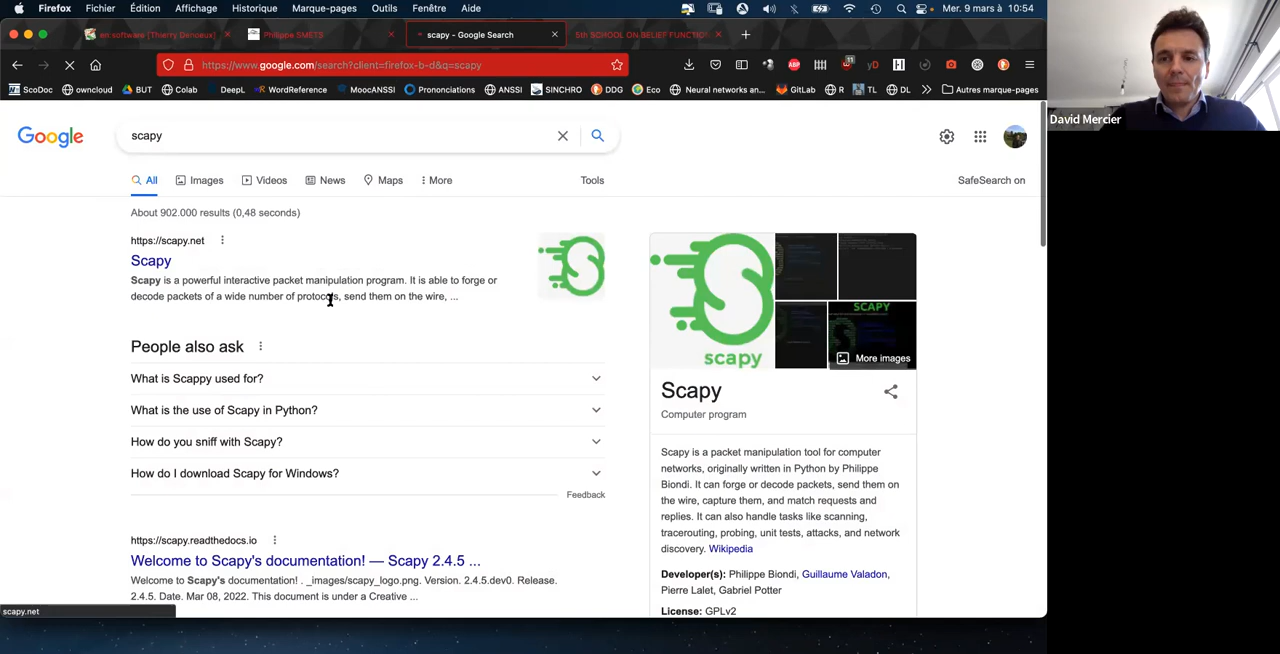 Firefox Fichier Édition Affichage Historique Marque-pages Outils Fenêtre Aide Mer. 9 mars à 10:54
en:software [Thierry Denoeux] Philippe SMETS scapy - Google Search 5th SCHOOL ON BELIEF FUNCTION
https://www.google.com/search?client=firefox-b-d&q=scapy
ScoDoc owncloud BUT Colab DeepL WordReference MoocANSSI Prononciations ANSSI SINCHRO DDG Eco Neural networks an... GitLab R TL DL Autres marque-pages
David Mercier
Google
scapy
All Images Videos News Maps More Tools SafeSearch on
About 902.000 results (0,48 seconds)
https://scapy.net
Scapy
Scapy is a powerful interactive packet manipulation program. It is able to forge or
decode packets of a wide number of protocols, send them on the wire, ...
People also ask
What is Scappy used for?
What is the use of Scapy in Python?
How do you sniff with Scapy?
How do I download Scapy for Windows?
Feedback
https://scapy.readthedocs.io
Welcome to Scapy's documentation! — Scapy 2.4.5 ...
Welcome to Scapy's documentation! . _images/scapy_logo.png. Version. 2.4.5.dev0. Release.
2.4.5. Date. Mar 08, 2022. This document is under a Creative ...
scapy
SCAPY
More images
Scapy
Computer program
Scapy is a packet manipulation tool for computer
networks, originally written in Python by Philippe
Biondi. It can forge or decode packets, send them on
the wire, capture them, and match requests and
replies. It can also handle tasks like scanning,
tracerouting, probing, unit tests, attacks, and network
discovery. Wikipedia
Developer(s): Philippe Biondi, Guillaume Valadon,
Pierre Lalet, Gabriel Potter
License: GPLv2
scapy.net